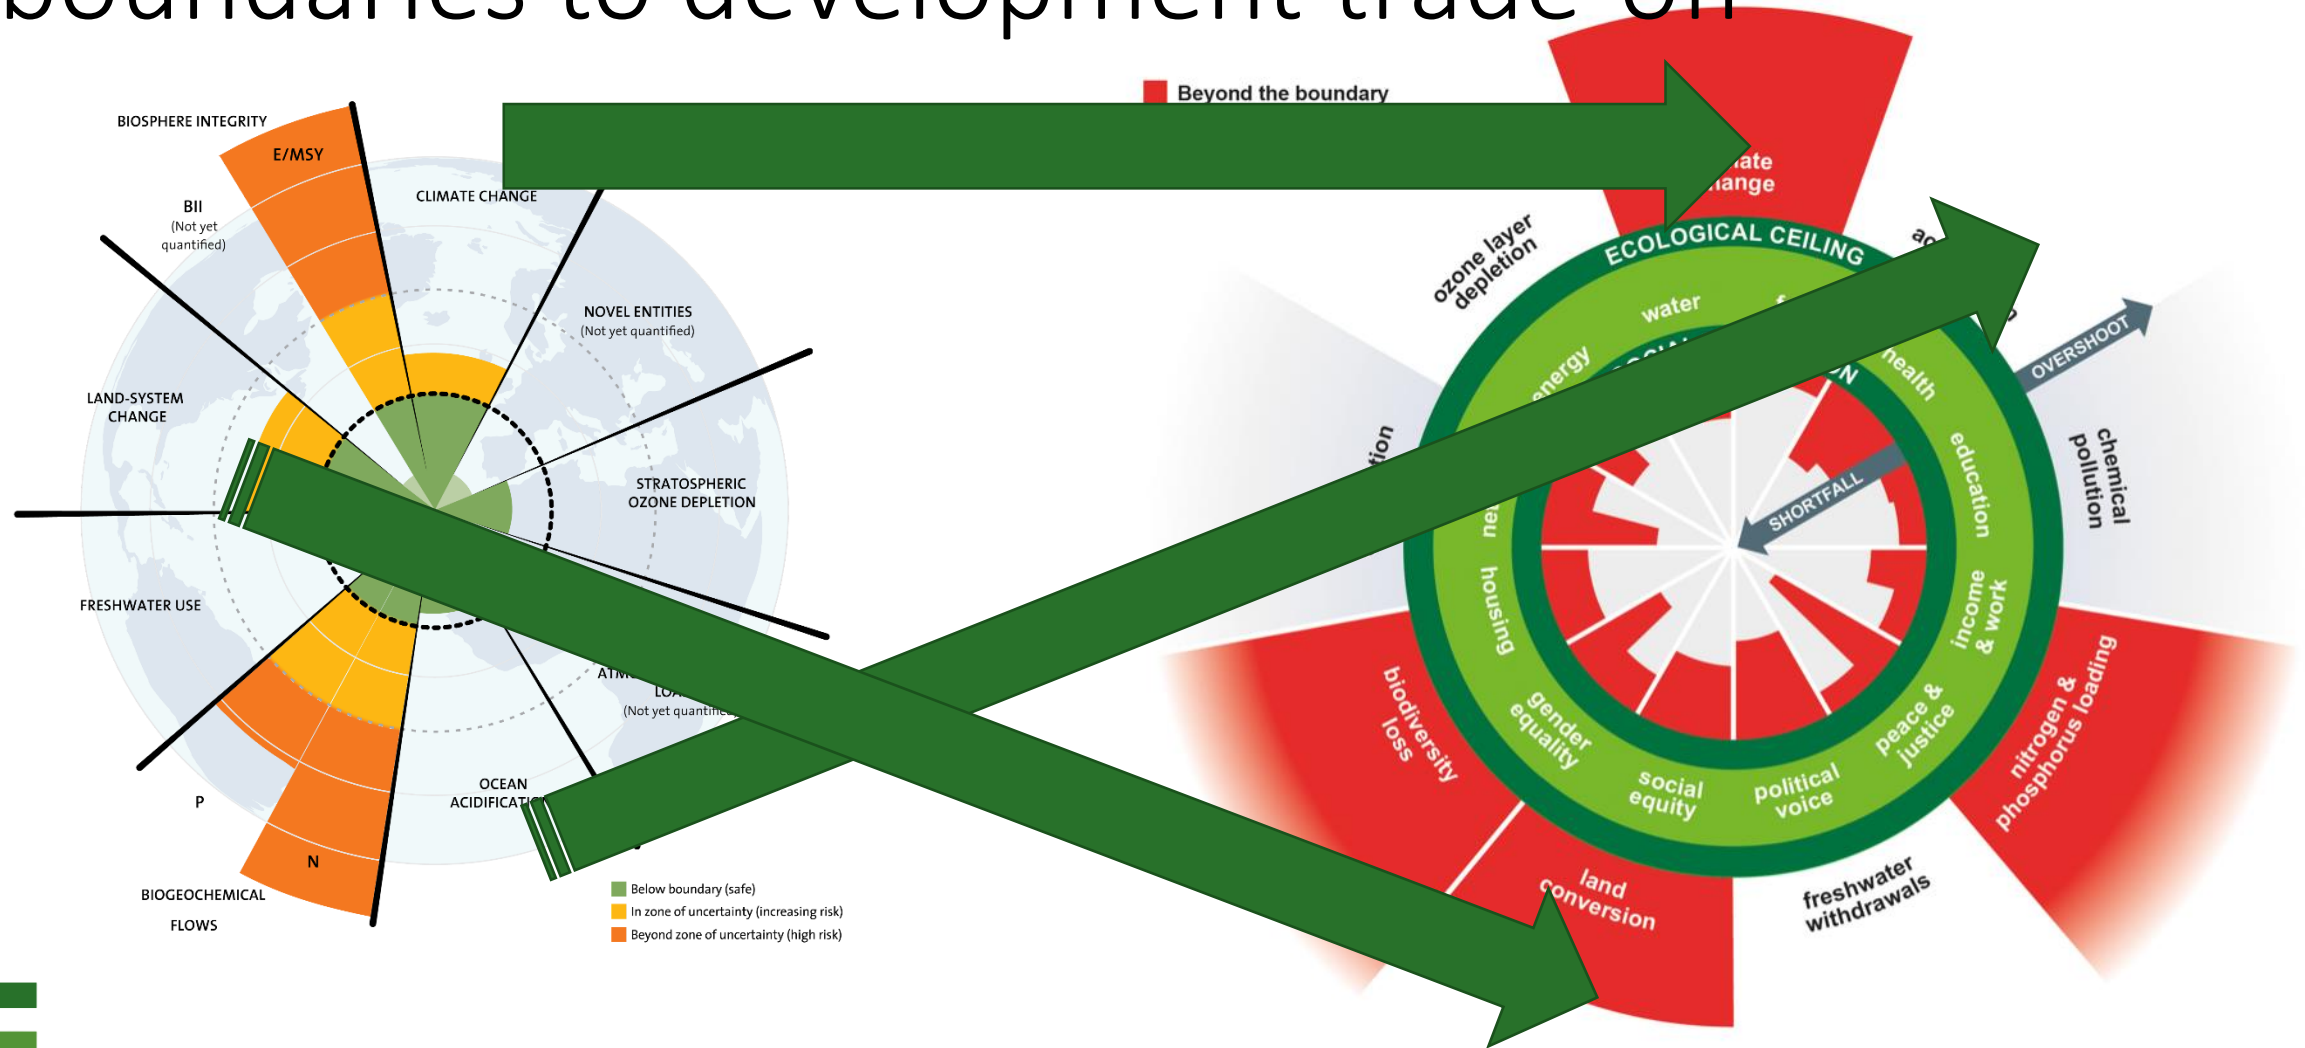 boundaries to development trade-off
BIOSPHERE INTEGRITY
E/MSY
BII
(Not yet
quantified)
CLIMATE CHANGE
NOVEL ENTITIES
(Not yet quantified)
LAND-SYSTEM
CHANGE
STRATOSPHERIC
OZONE DEPLETION
FRESHWATER USE
(Not yet
P
OCEAN
N
BIOGEOCHEMICAL
FLOWS
Below boundary (safe)
In zone of uncertainty (increasing risk)
Beyond zone of uncertainty (high risk)
Beyond the boundary
ozone layer
depletion
ECOLOGICAL CEILING
water
energy
health
education
income
& work
peace &
justice
political
voice
social
equity
gender
equality
housing
OVERSHOOT
SHORTFALL
chemical
pollution
nitrogen &
phosphorus loading
freshwater
withdrawals
land
conversion
biodiversity
loss